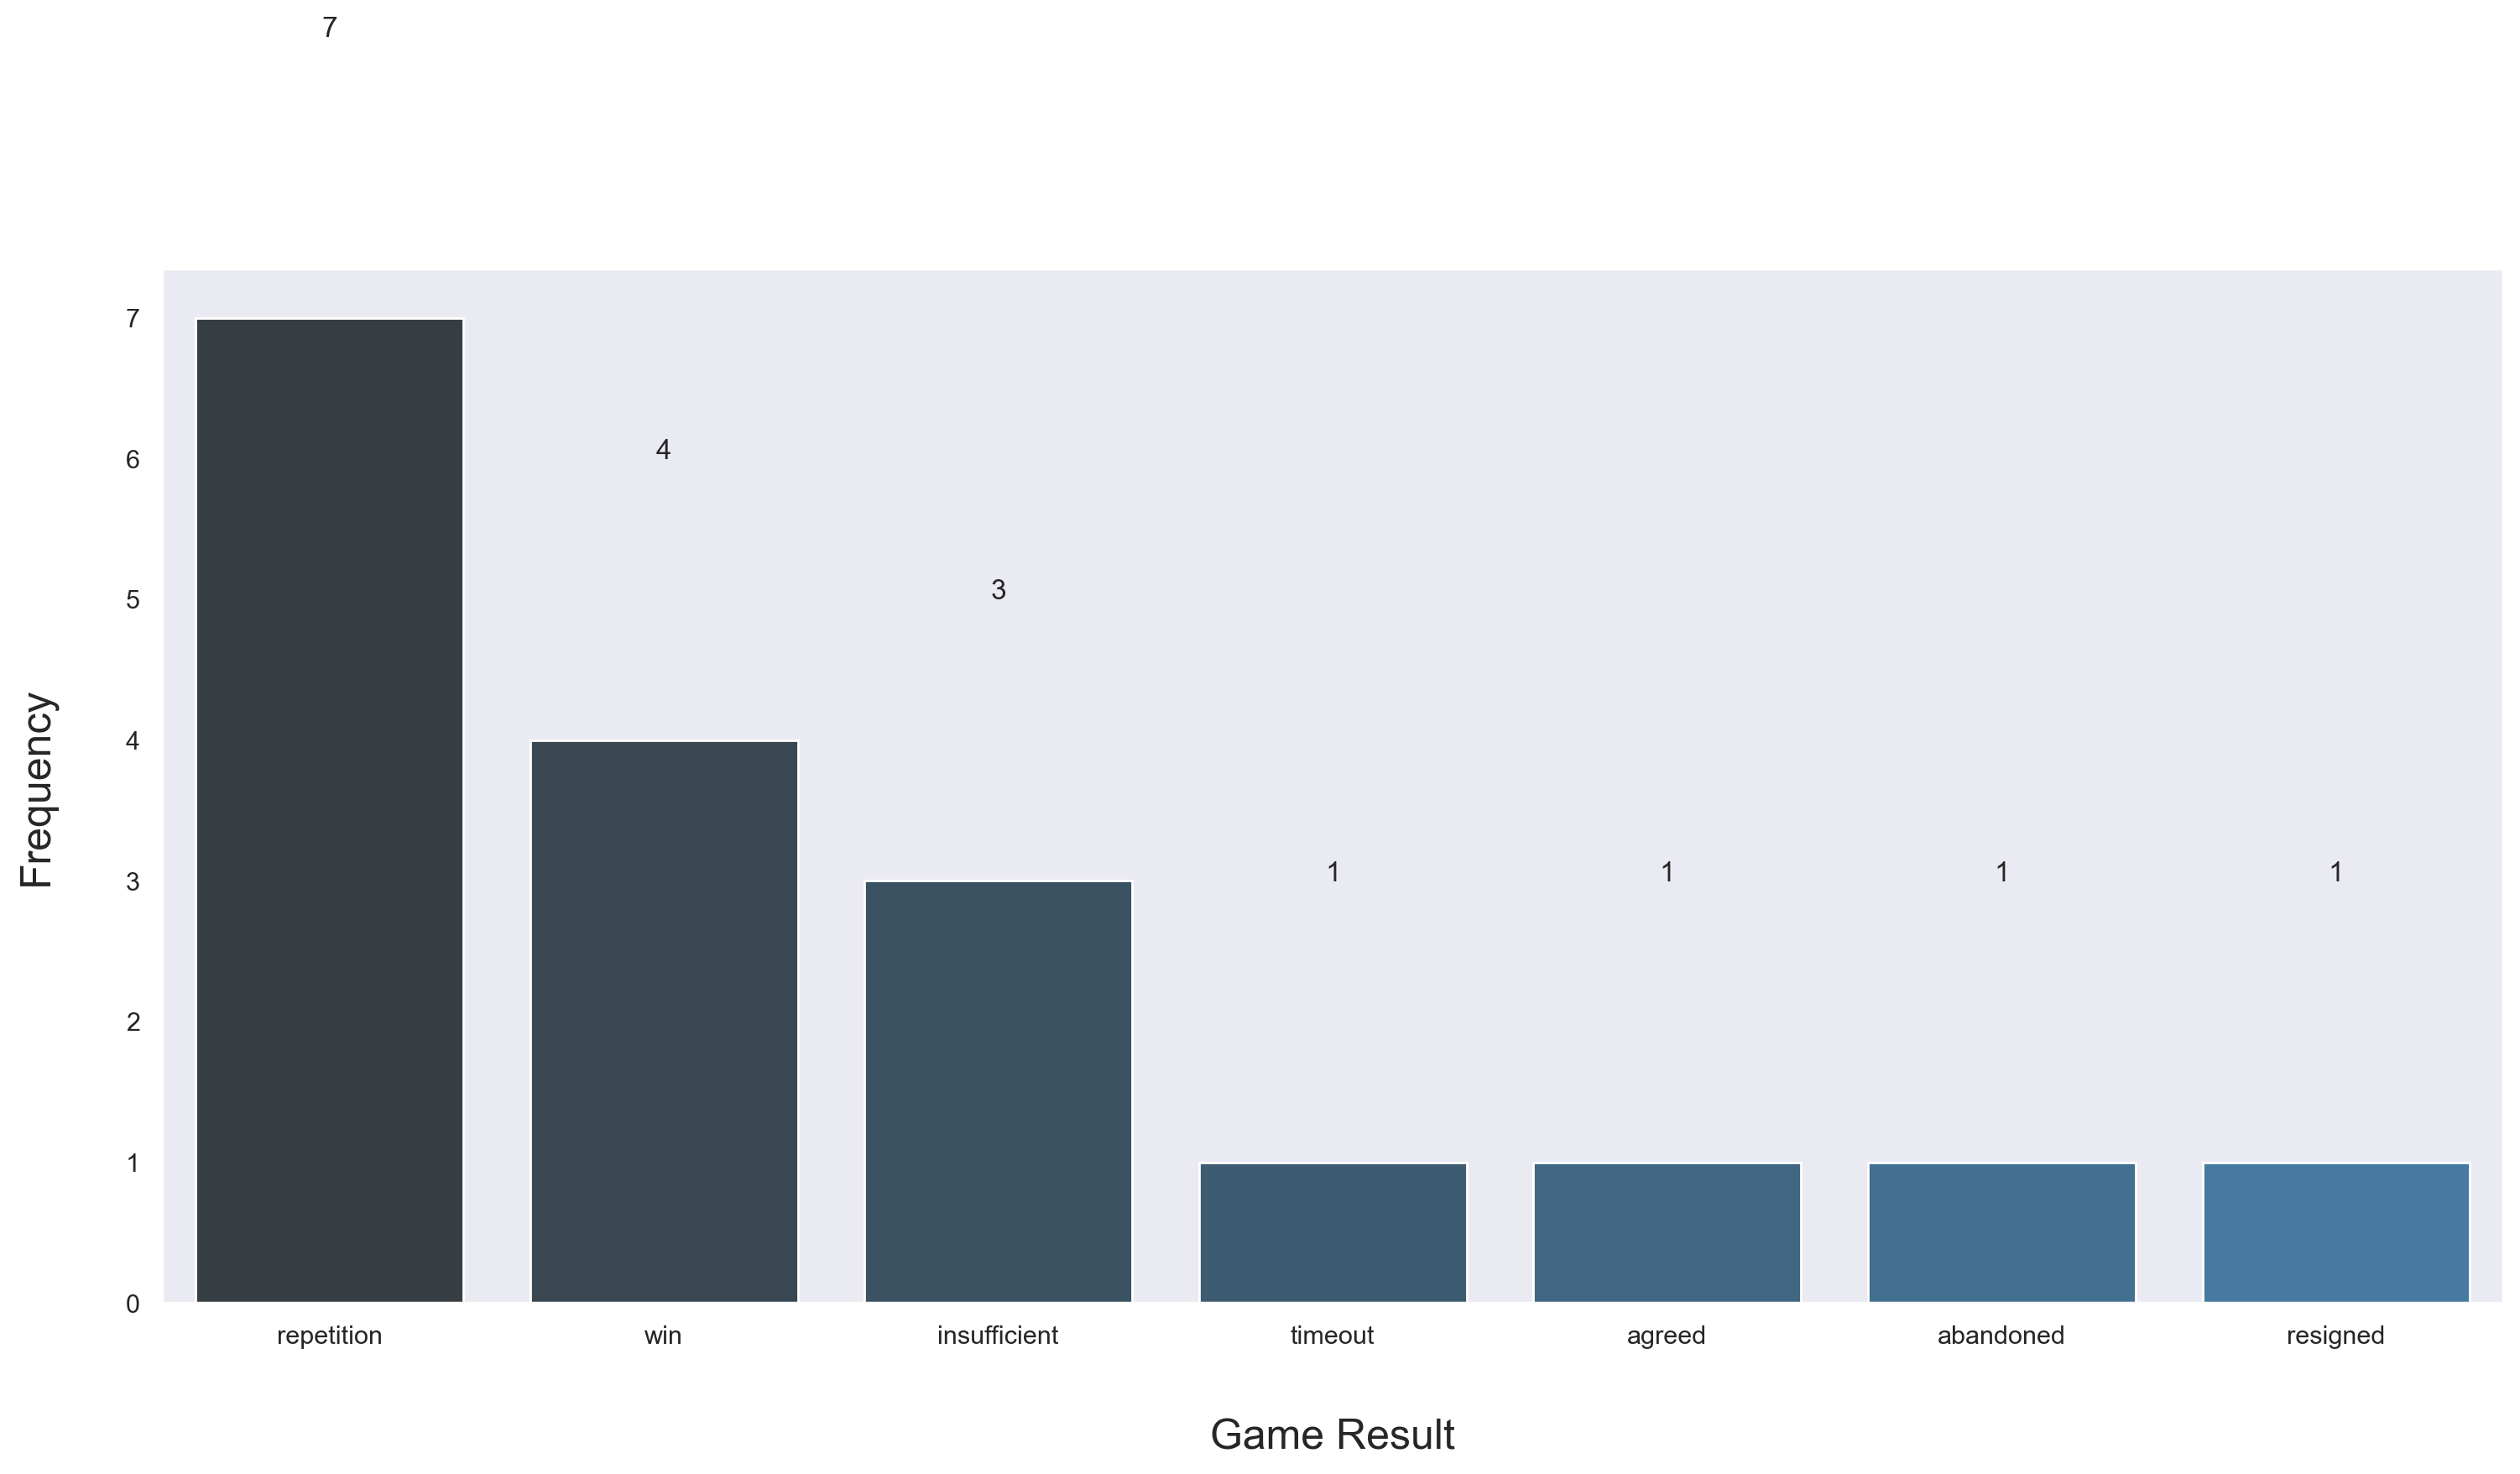 7
7
6
5
4
3
2
1
0
4
3
1
1
1
1
Frequency
repetition
win
insufficient
timeout
agreed
abandoned
resigned
Game Result